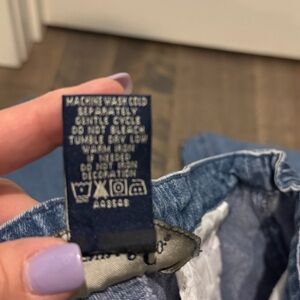 MACHINE WASH COLD
SEPARATELY
GENTLE CYCLE
DO NOT BLEACH
TUMBLE DRY LOW
WARM IRON
IF NEEDED
DO NOT IRON
DECORATION